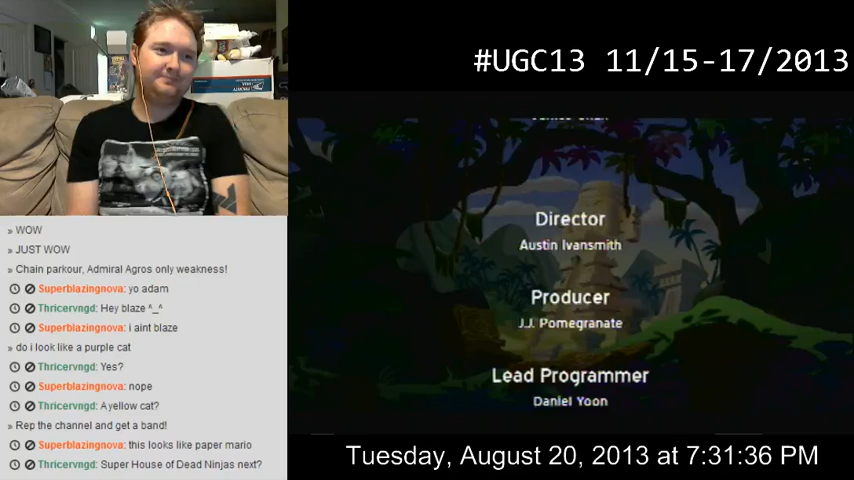 #UGC13 11/15-17/2013
Director
Austin Ivansmith
Producer
J.J. Pomegranate
Lead Programmer
Daniel Yoon
Tuesday, August 20, 2013 at 7:31:36 PM
» WOW
» JUST WOW
» Chain parkour, Admiral Agros only weakness!
Superblazingnova: yo adam
Thricervngd: Hey blaze ^_^
Superblazingnova: i aint blaze
» do i look like a purple cat
Thricervngd: Yes?
Superblazingnova: nope
Thricervngd: A yellow cat?
» Rep the channel and get a band!
Superblazingnova: this looks like paper mario
Thricervngd: Super House of Dead Ninjas next?